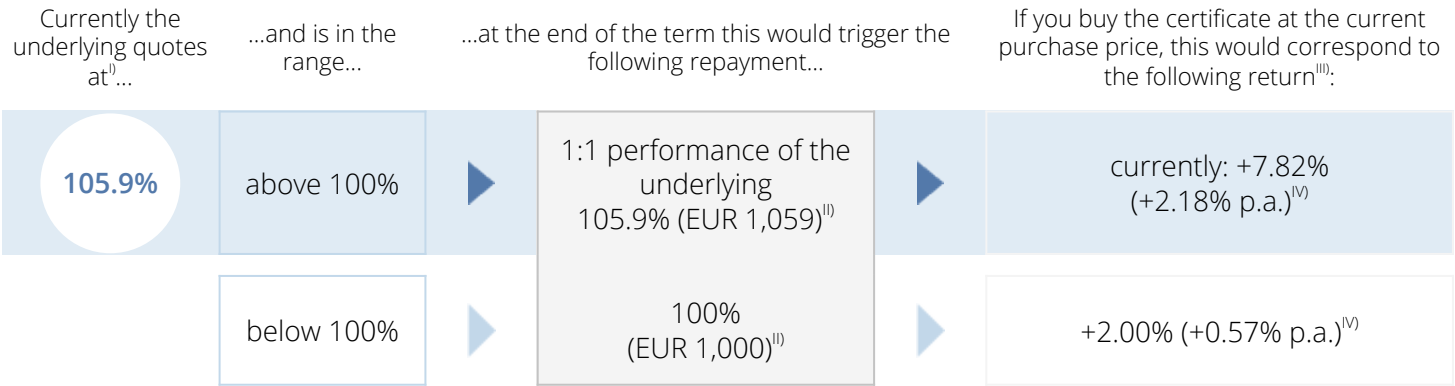 Currently the
underlying quotes
at^I)...
...and is in the
range...
...at the end of the term this would trigger the
following repayment...
If you buy the certificate at the current
purchase price, this would correspond to
the following return^III):
105.9%
above 100%
1:1 performance of the
underlying
105.9% (EUR 1,059)^II)
currently: +7.82%
(+2.18% p.a.)^IV)
below 100%
100%
(EUR 1,000)^II)
+2.00% (+0.57% p.a.)^IV)